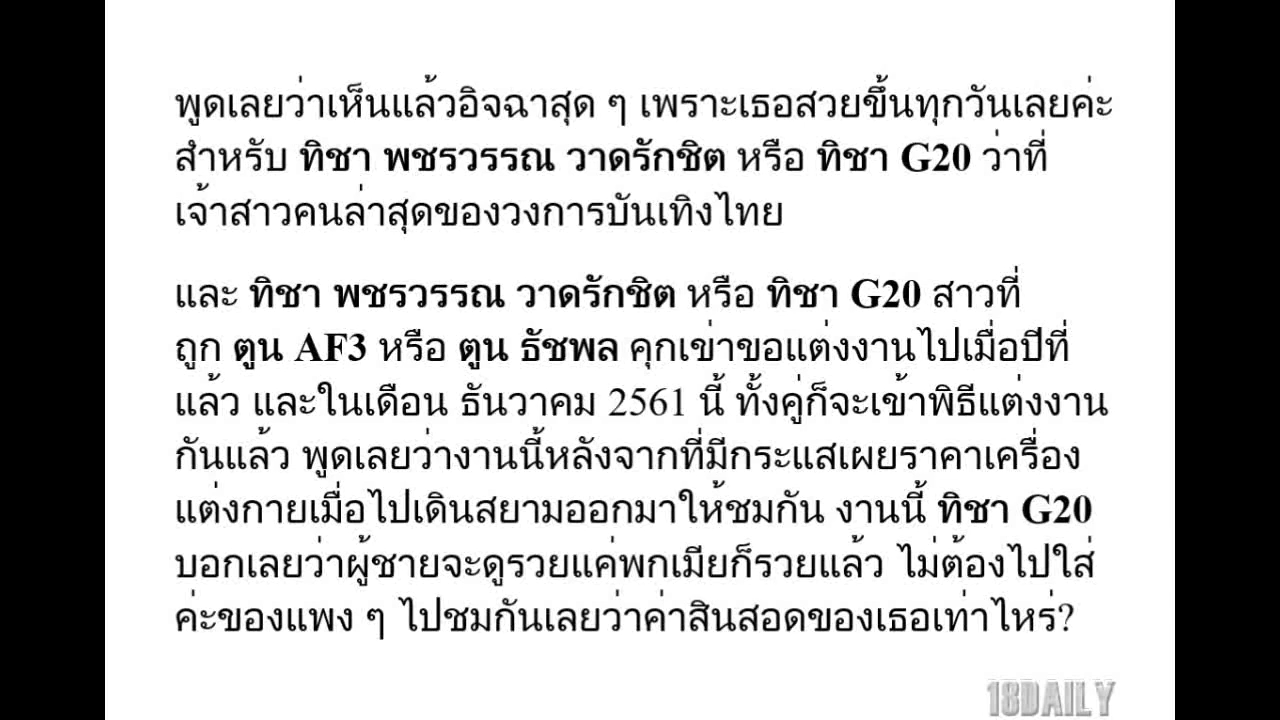 พูดเลยว่าเห็นแล้วอิจฉาสุด ๆ เพราะเธอสวยขึ้นทุกวันเลยค่ะ
สำหรับ ทิชา พชรวรรณ วาดรักชิต หรือ ทิชา G20 ว่าที่
เจ้าสาวคนล่าสุดของวงการบันเทิงไทย
และ ทิชา พชรวรรณ วาดรักชิต หรือ ทิชา G20 สาวที่
ถูก ตูน AF3 หรือ ตูน ธัชพล คุกเข่าขอแต่งงานไปเมื่อปีที่
แล้ว และในเดือน ธันวาคม 2561 นี้ ทั้งคู่ก็จะเข้าพิธีแต่งงาน
กันแล้ว พูดเลยว่างานนี้หลังจากที่มีกระแสเผยราคาเครื่อง
แต่งกายเมื่อไปเดินสยามออกมาให้ชมกัน งานนี้ ทิชา G20
บอกเลยว่าผู้ชายจะดูรวยแค่พกเมียก็รวยแล้ว ไม่ต้องไปใส่
ค่ะของแพง ๆ ไปชมกันเลยว่าค่าสินสอดของเธอเท่าไหร่?
18DAILY